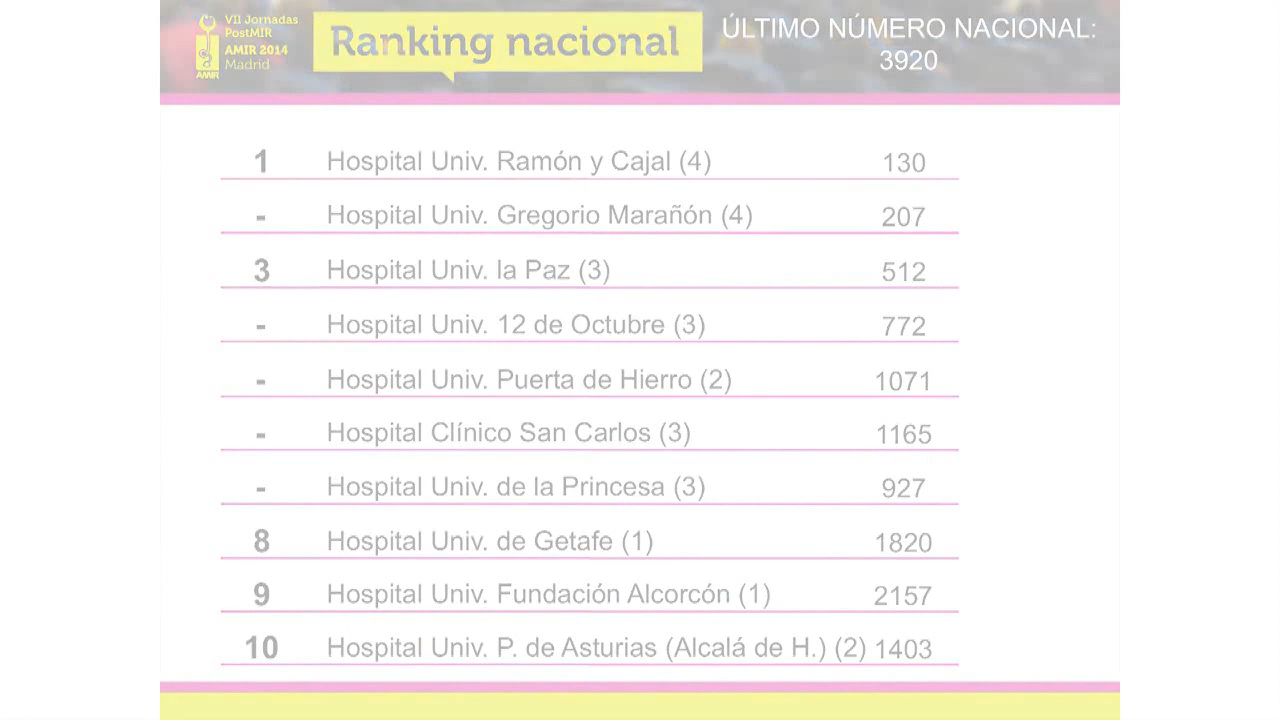 VII Jornadas
PostMIR
AMIR 2014
Madrid
AMIR
Ranking nacional
ÚLTIMO NÚMERO NACIONAL:
3920
1 Hospital Univ. Ramón y Cajal (4) 130
- Hospital Univ. Gregorio Marañón (4) 207
3 Hospital Univ. la Paz (3) 512
- Hospital Univ. 12 de Octubre (3) 772
- Hospital Univ. Puerta de Hierro (2) 1071
- Hospital Clínico San Carlos (3) 1165
- Hospital Univ. de la Princesa (3) 927
8 Hospital Univ. de Getafe (1) 1820
9 Hospital Univ. Fundación Alcorcón (1) 2157
10 Hospital Univ. P. de Asturias (Alcalá de H.) (2) 1403